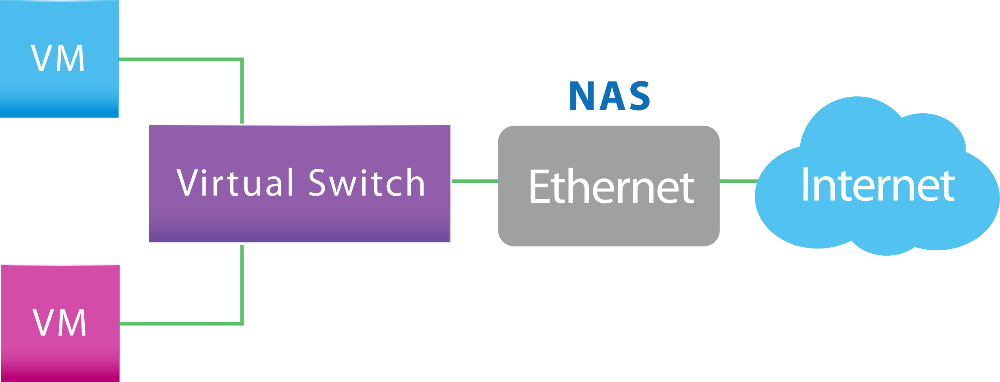 VM
NAS
Virtual Switch
Ethernet
Internet
VM